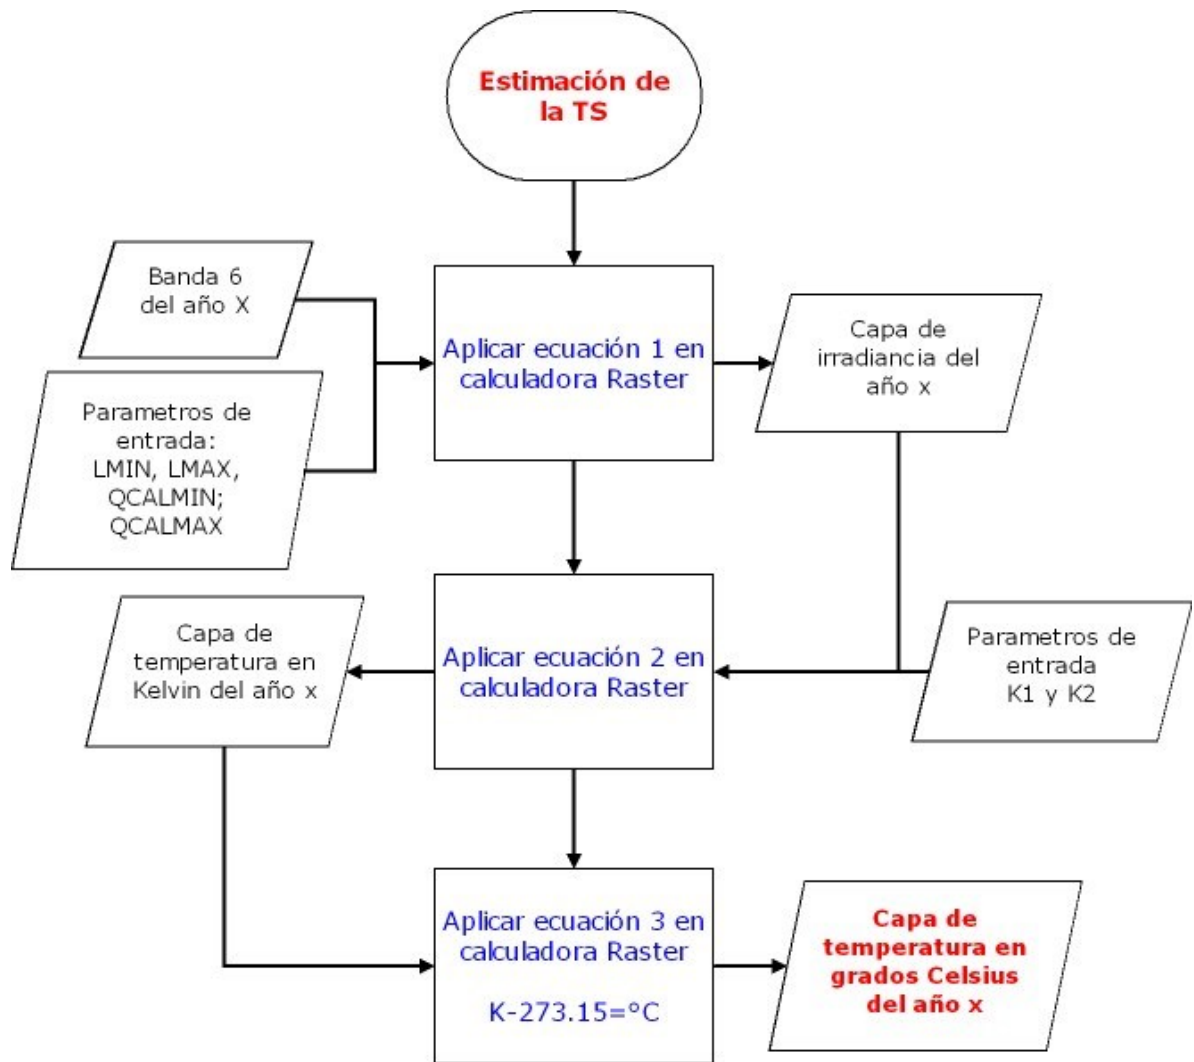 Estimación de
la TS
Banda 6
del año X
Aplicar ecuación 1 en
calculadora Raster
Capa de
irradiancia del
año x
Parametros de
entrada:
LMIN, LMAX,
QCALMIN;
QCALMAX
Capa de
temperatura en
Kelvin del año x
Aplicar ecuación 2 en
calculadora Raster
Parametros de
entrada
K1 y K2
Aplicar ecuación 3 en
calculadora Raster
K-273.15=°C
Capa de
temperatura en
grados Celsius
del año x